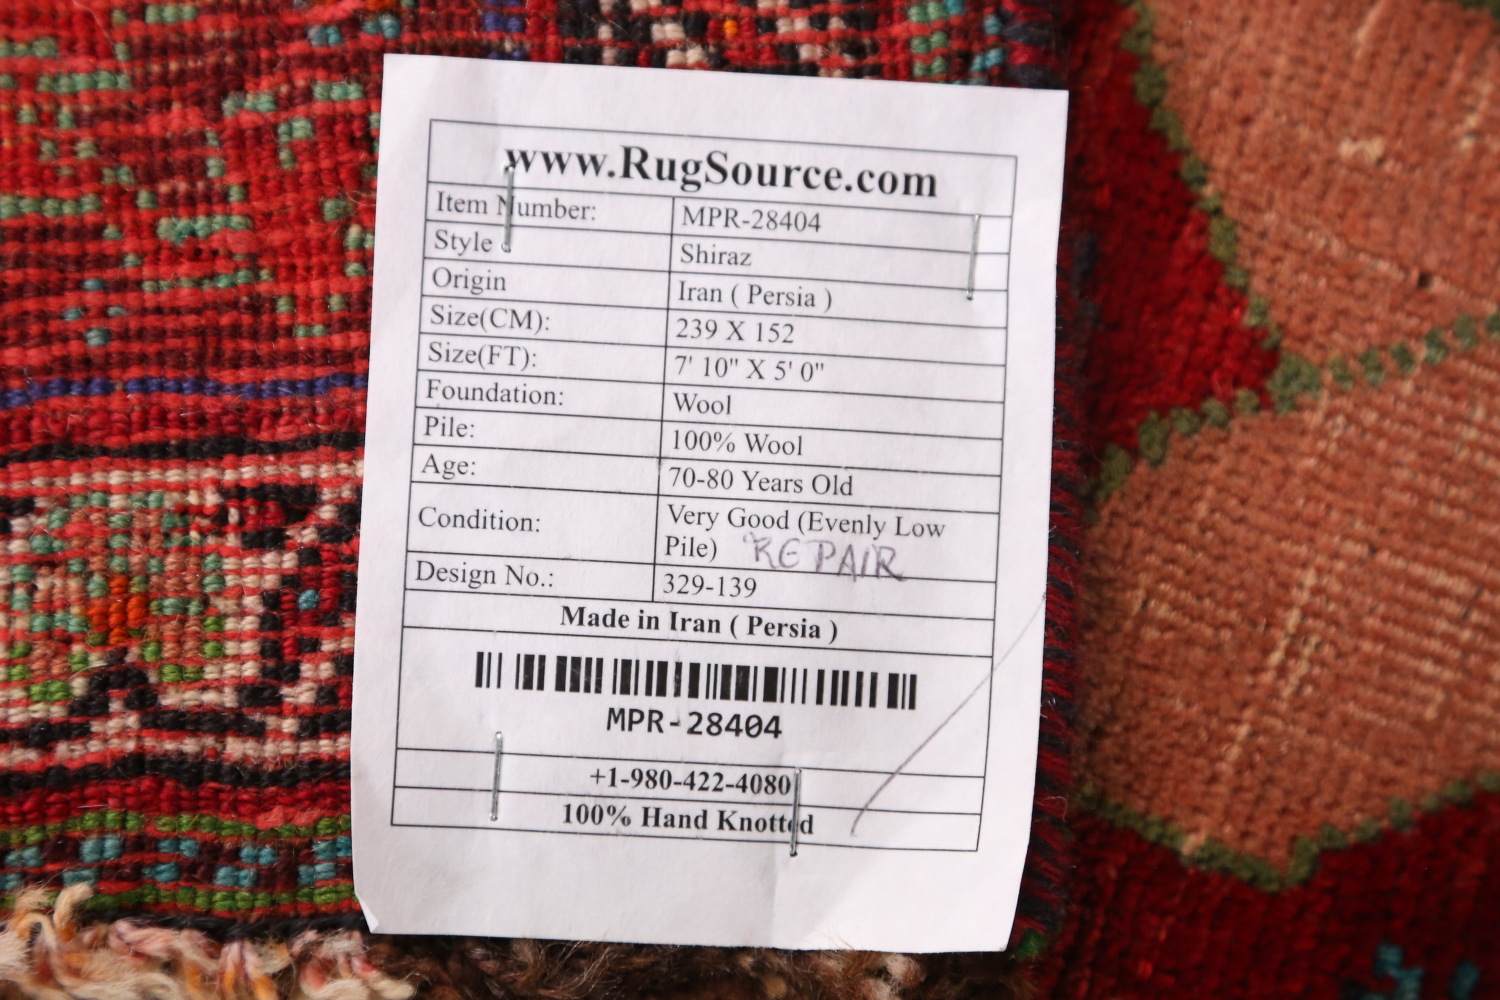 www.RugSource.com
Item Number: MPR-28404
Style Shiraz
Origin Iran ( Persia )
Size(CM): 239 X 152
Size(FT): 7' 10" X 5' 0"
Foundation: Wool
Pile: 100% Wool
Age: 70-80 Years Old
Condition: Very Good (Evenly Low
Pile) REPAIR
Design No.: 329-139
Made in Iran ( Persia )
MPR-28404
+1-980-422-4080
100% Hand Knotted